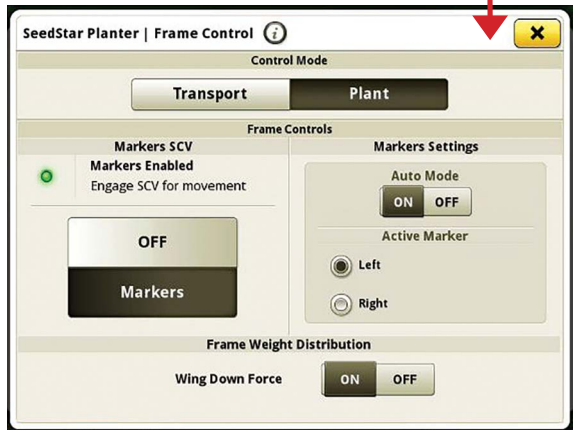 SeedStar Planter | Frame Control i
Control Mode
Transport Plant
Frame Controls
Markers SCV Markers Settings
Markers Enabled
Engage SCV for movement
Auto Mode
ON OFF
OFF
Markers
Active Marker
Left
Right
Frame Weight Distribution
Wing Down Force ON OFF